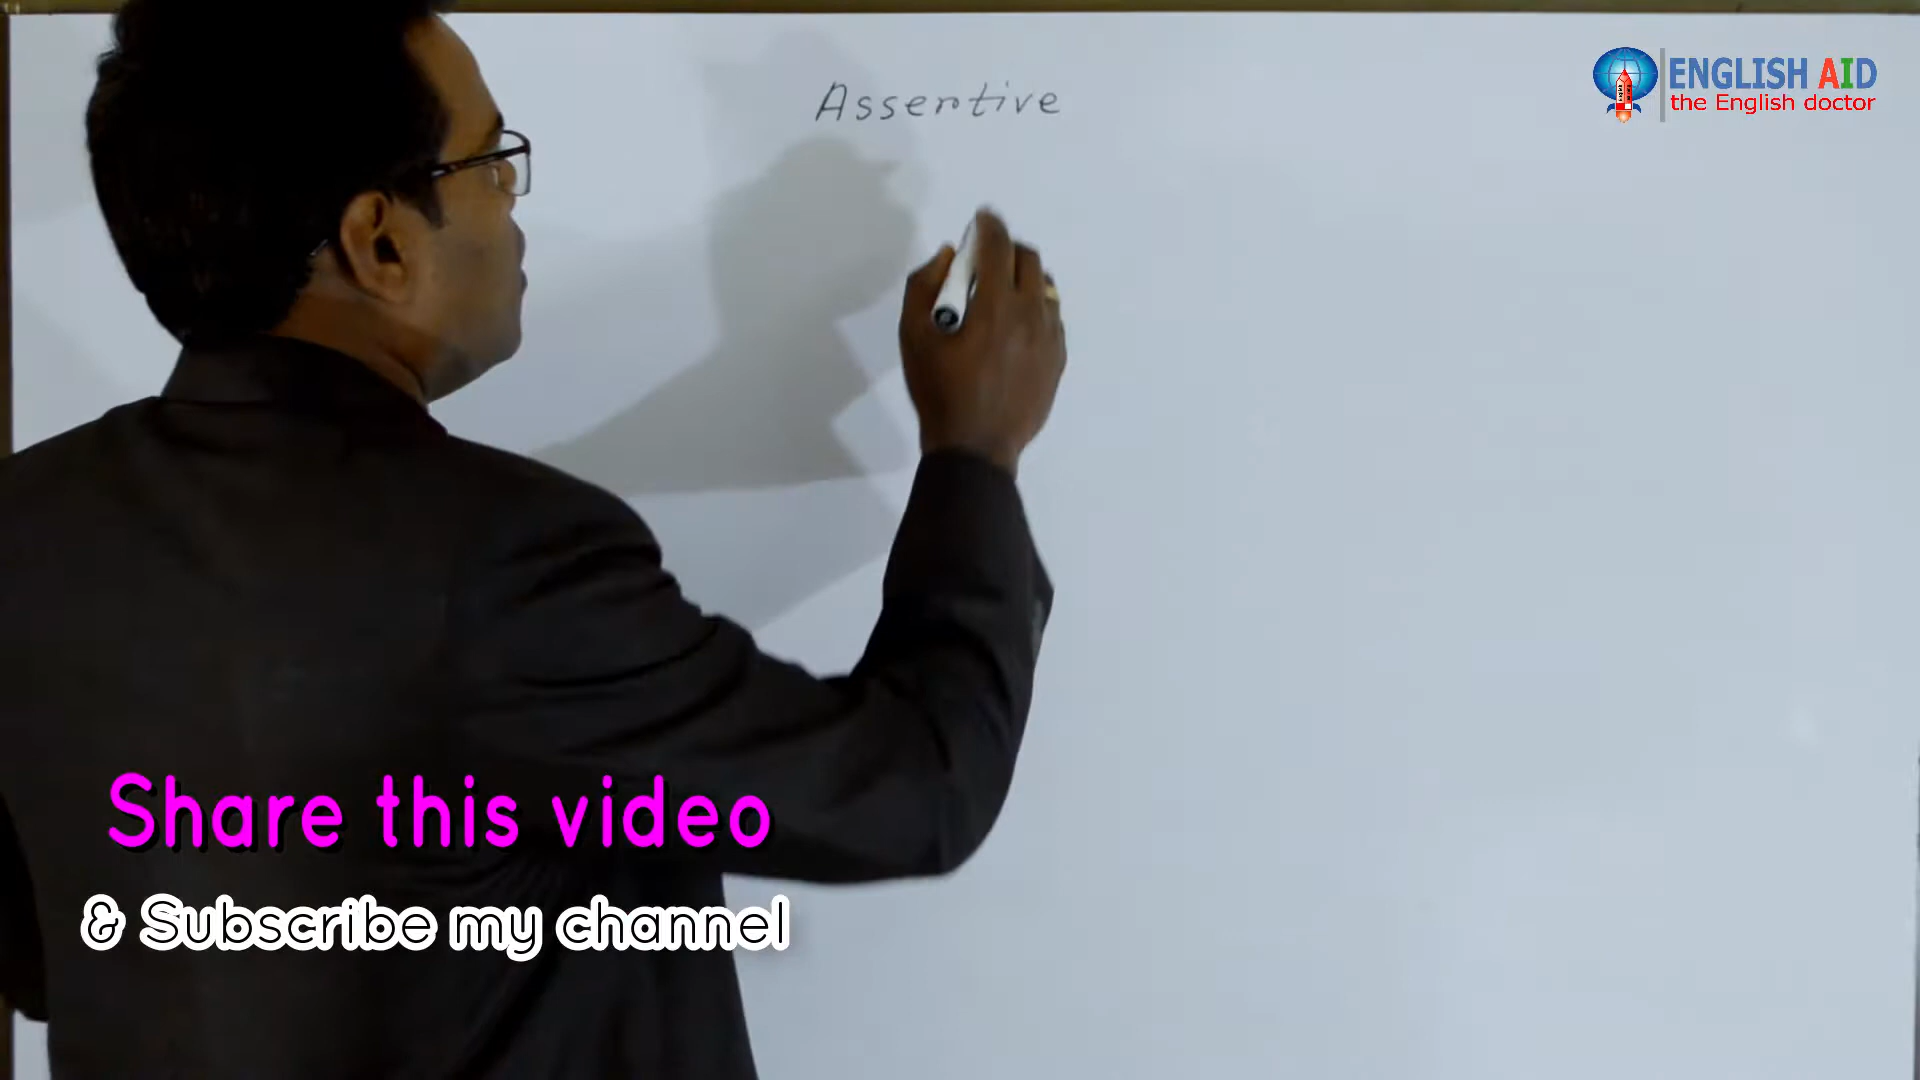 Assertive
ENGLISH AID
the English doctor
Share this video
& Subscribe my channel